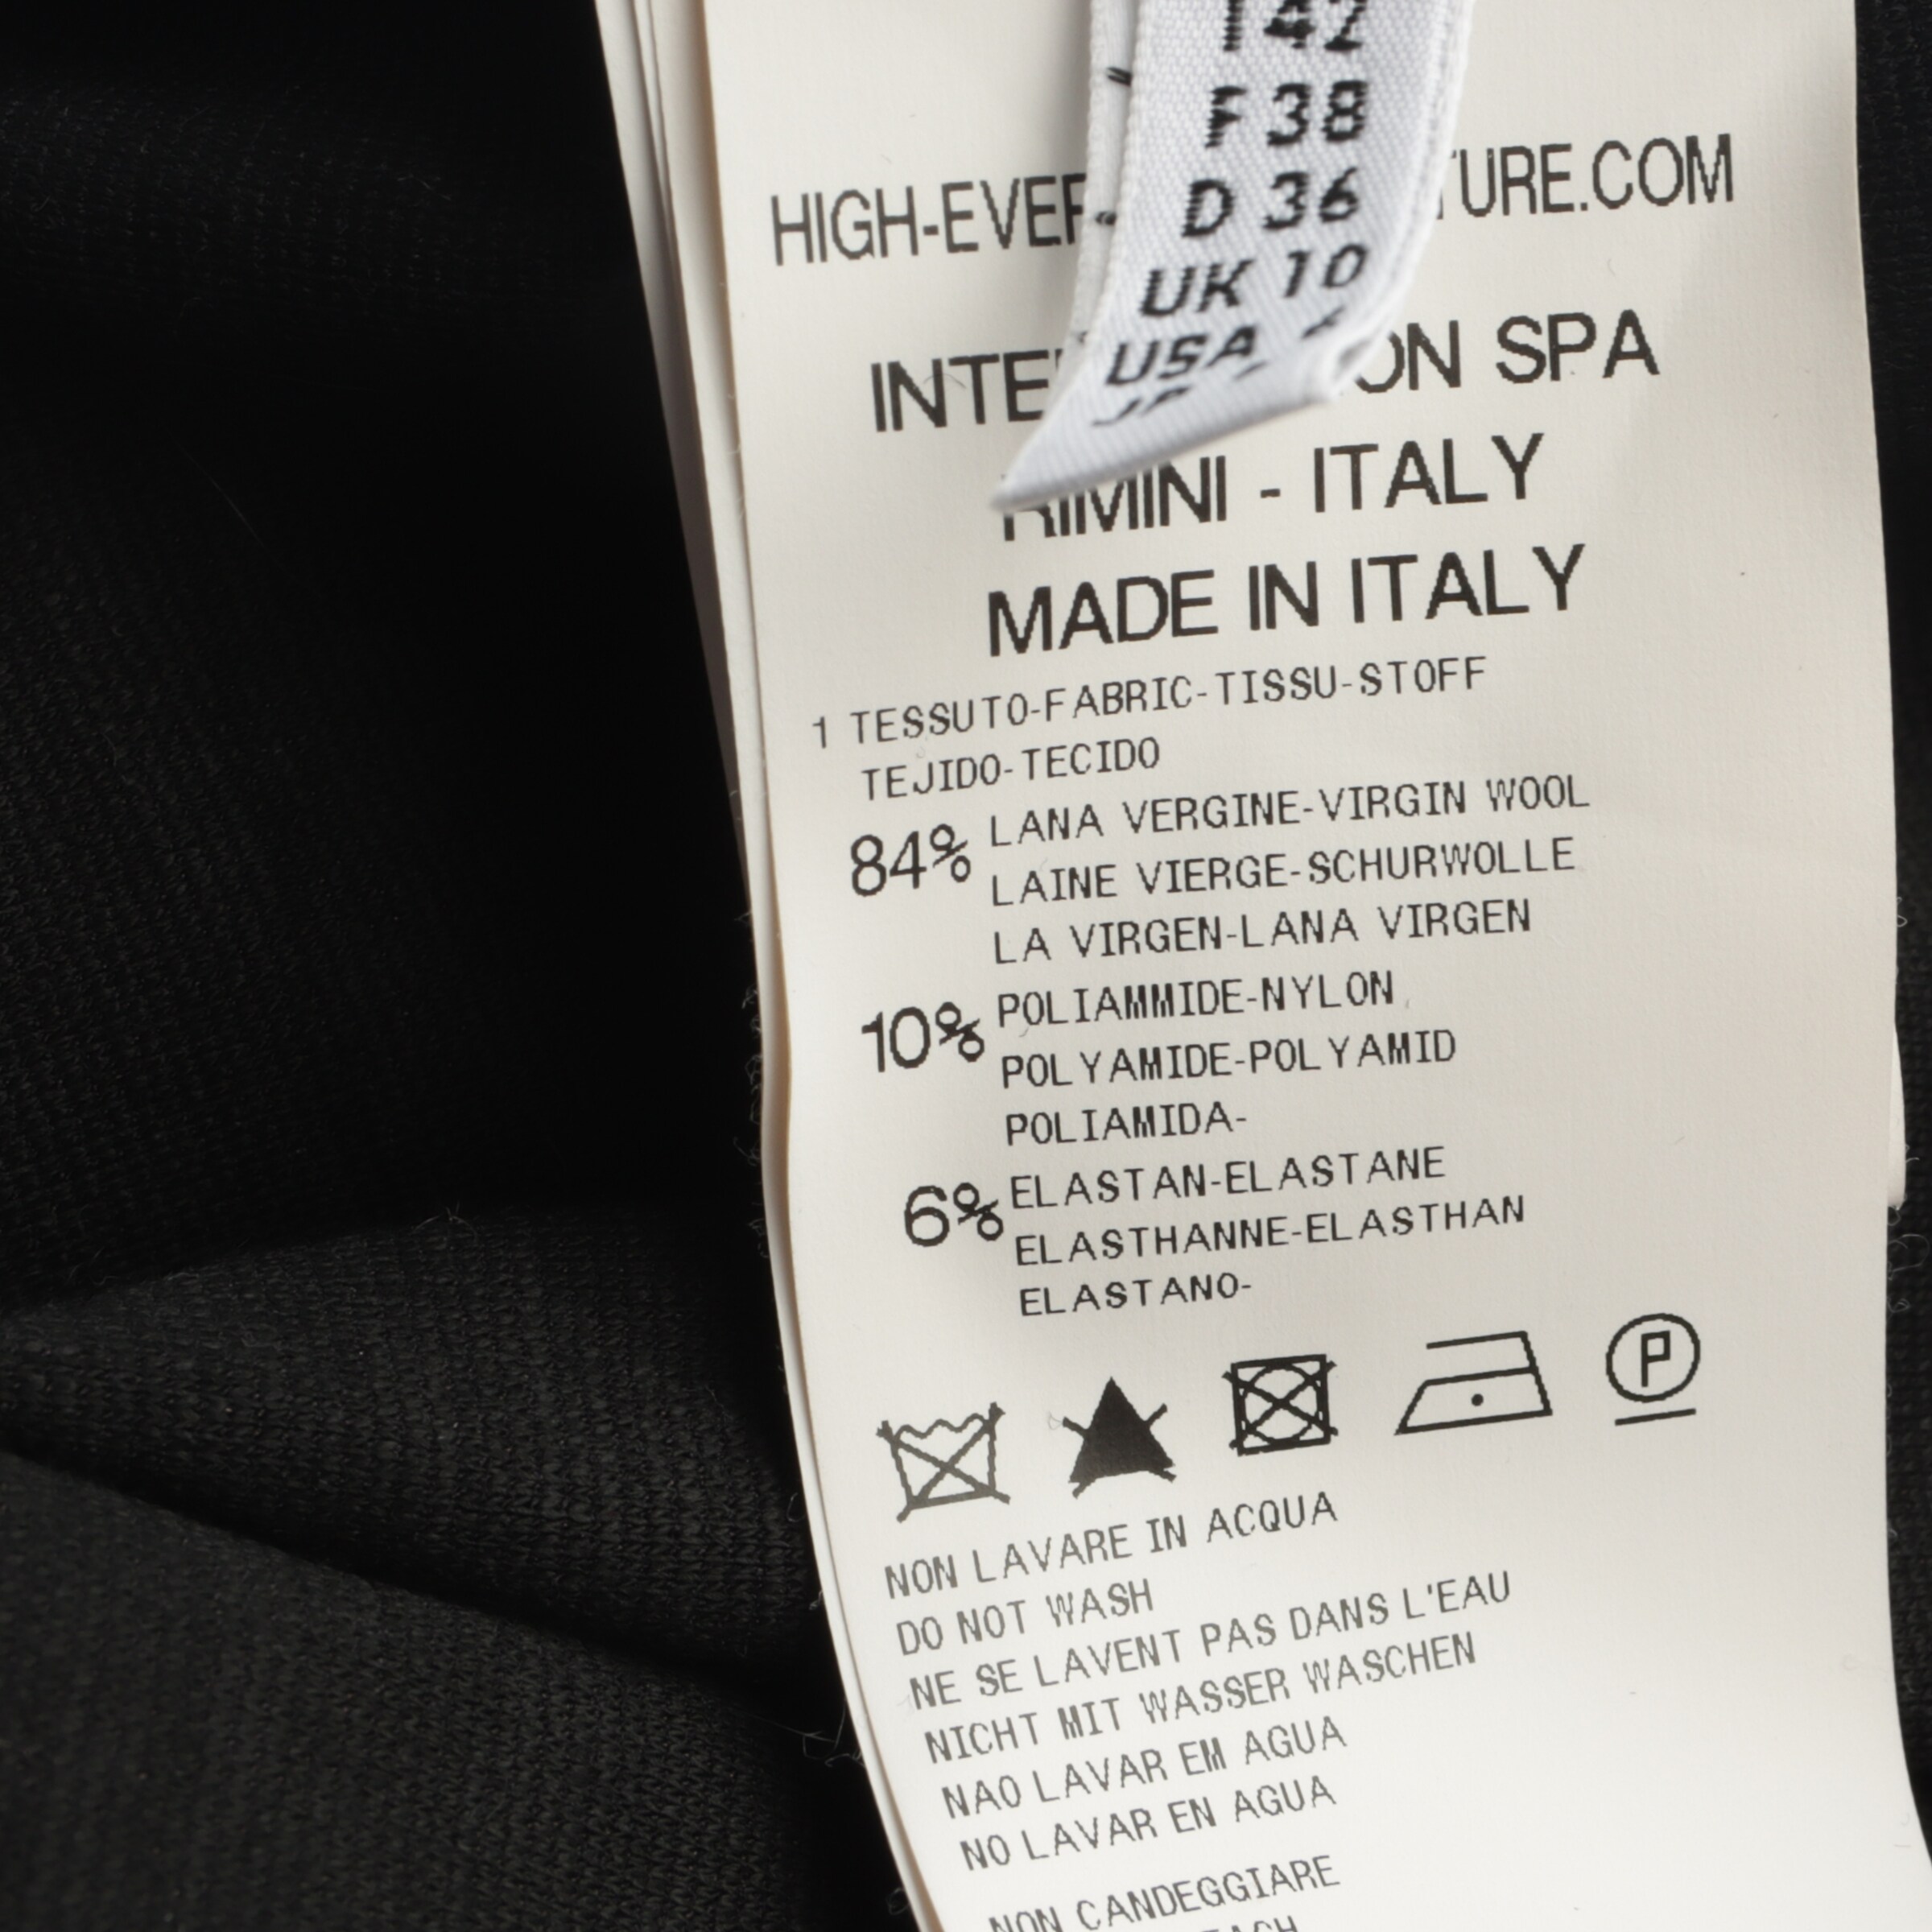 I 42
F 38
D 36
UK 10
USA
HIGH-EVER TURE.COM
INTE ON SPA
RIMINI - ITALY
MADE IN ITALY
1 TESSUTO-FABRIC-TISSU-STOFF
TEJIDO-TECIDO
84% LANA VERGINE-VIRGIN WOOL
LAINE VIERGE-SCHURWOLLE
LA VIRGEN-LANA VIRGEN
10% POLIAMMIDE-NYLON
POLYAMIDE-POLYAMID
POLIAMIDA-
6% ELASTAN-ELASTANE
ELASTHANNE-ELASTHAN
ELASTANO-
P
NON LAVARE IN ACQUA
DO NOT WASH
NE SE LAVENT PAS DANS L'EAU
NICHT MIT WASSER WASCHEN
NAO LAVAR EM AGUA
NO LAVAR EN AGUA
NON CANDEGGIARE